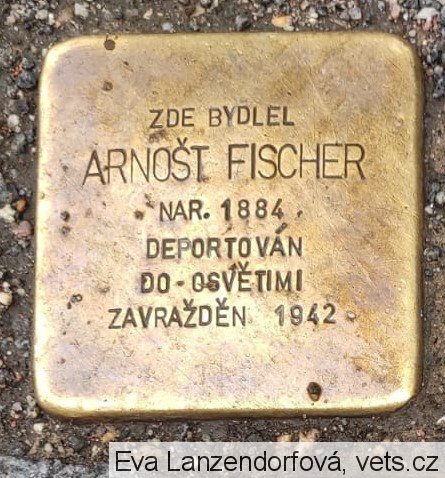 ZDE BYDLEL
ARNOŠT FISCHER
NAR. 1884
DEPORTOVÁN
DO OSVĚTIMI
ZAVRAŽDĚN 1942
Eva Lanzendorfová, vets.cz